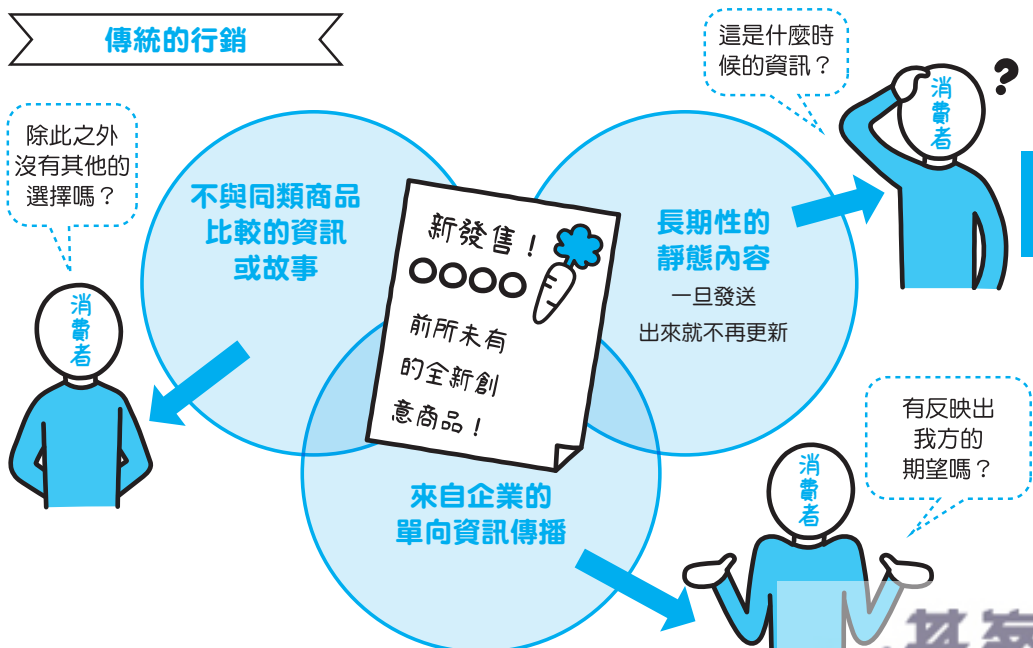 傳統的行銷
除此之外
沒有其他的
選擇嗎？
消費者
不與同類商品
比較的資訊
或故事
新發售！
OOOO
前所未有
的全新創
意商品！
長期性的
靜態內容
一旦發送
出來就不再更新
這是什麼時
候的資訊？
消費者
?
來自企業的
單向資訊傳播
有反映出
我方的
期望嗎？
消費者